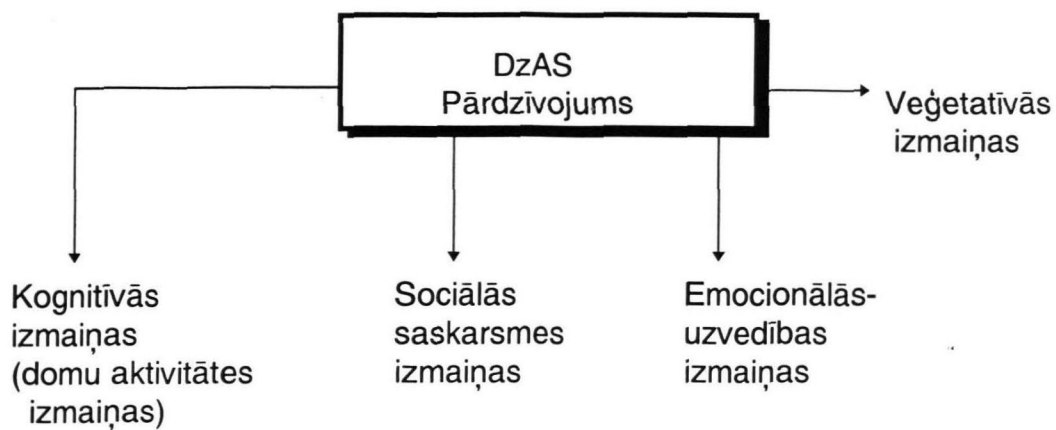 DzAS
Pārdzīvojums
Veģetatīvās
izmaiņas
Kognitīvās
izmaiņas
(domu aktivitātes
izmaiņas)
Sociālās
saskarsmes
izmaiņas
Emocionālās-
uzvedības
izmaiņas